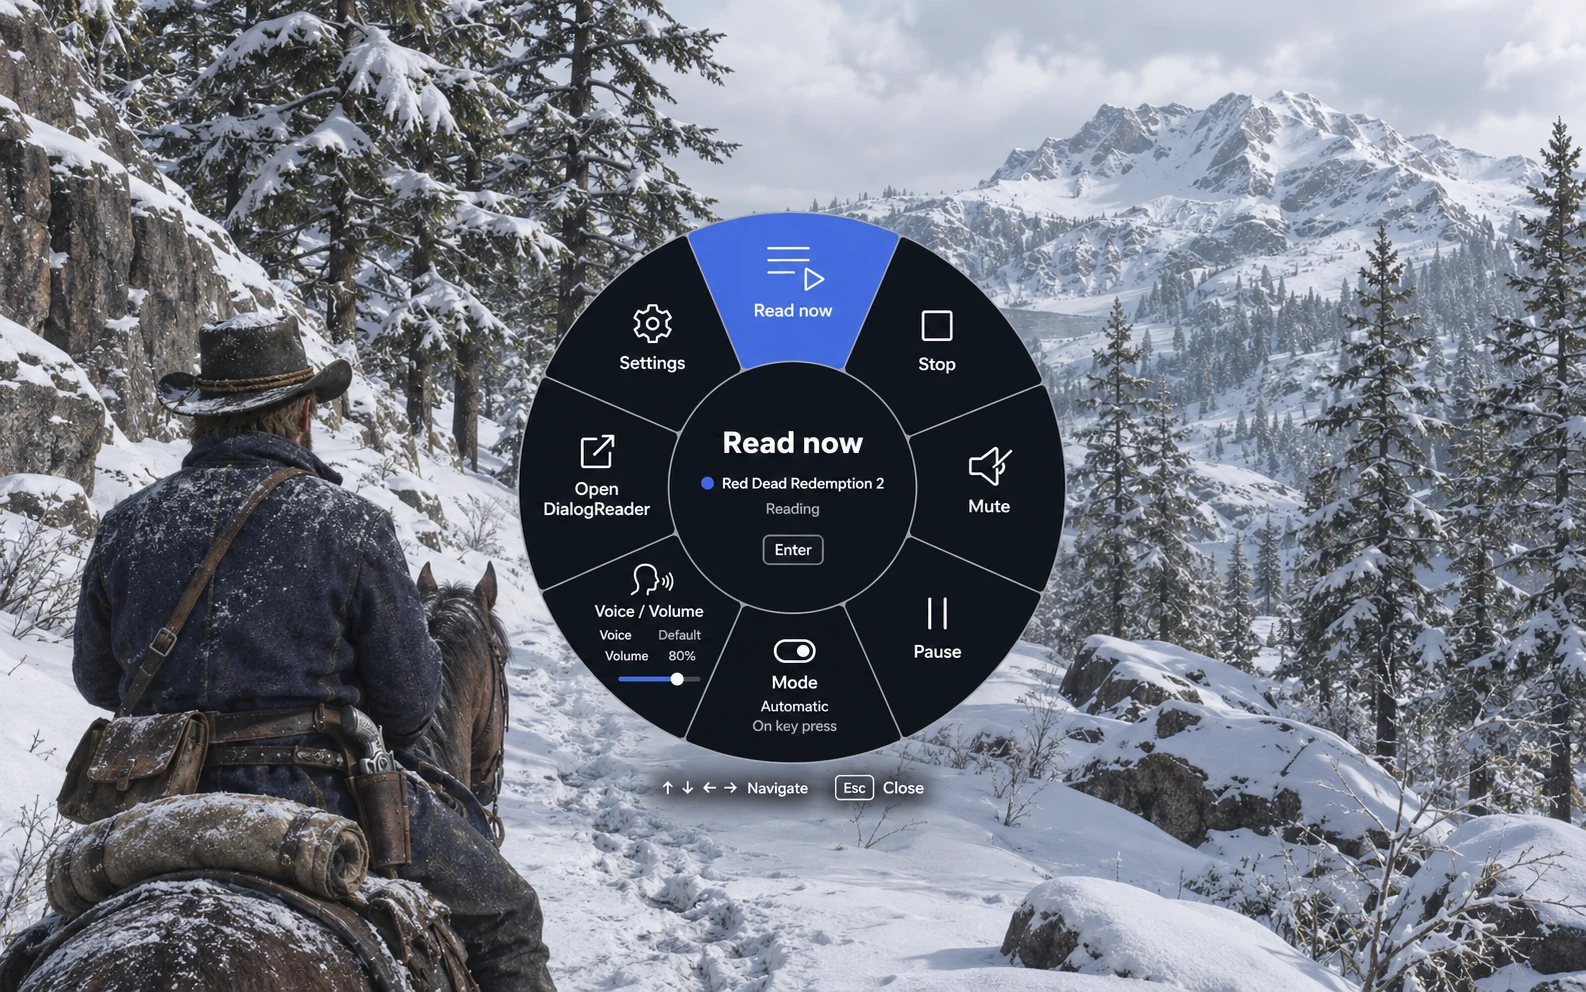 Read now
Settings
Stop
Open
DialogReader
Read now
Red Dead Redemption 2
Reading
Enter
Mute
Voice / Volume
Voice Default
Volume 80%
Mode
Automatic
On key press
Pause
↑ ↓ ← → Navigate Esc Close